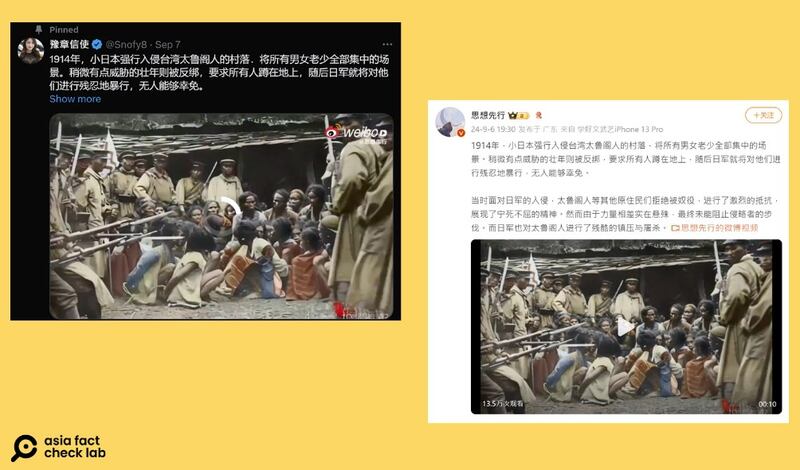 Pinned
豫章信使 @Snofy8 · Sep 7
1914年，小日本强行入侵台湾太鲁阁人的村落．将所有男女老少全部集中的场
景。稍微有点威胁的壮年则被反绑，要求所有人蹲在地上，随后日军就将对他
们进行残忍地暴行，无人能够幸免。
Show more
weibo
思想先行
24-9-6 19:30 发布于 广东 来自 学好文武艺iPhone 13 Pro
+关注
1914年，小日本强行入侵台湾太鲁阁人的村落，将所有男女老少全部集中的场
景。稍微有点威胁的壮年则被反绑，要求所有人蹲在地上，随后日军就将对他们进
行残忍地暴行，无人能够幸免。
当时面对日军的入侵，太鲁阁人等其他原住民们拒绝被奴役，进行了激烈的抵抗，
展现了宁死不屈的精神。然而由于力量相差实在悬殊，最终未能阻止侵略者的步
伐。而日军也对太鲁阁人进行了残酷的镇压与屠杀。 思想先行的微博视频
13.5万次观看
00:10
asia fact
check lab